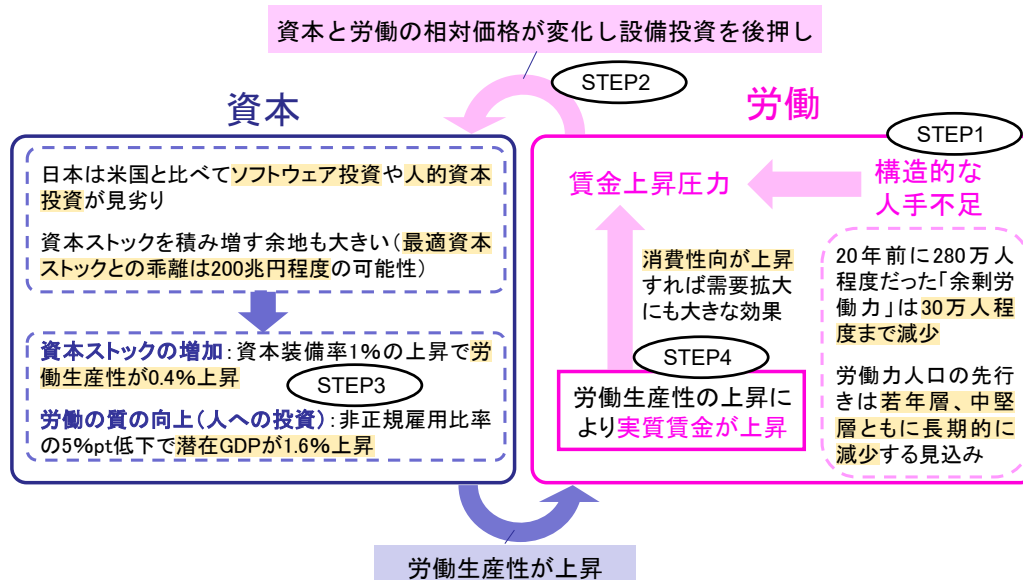 資本と労働の相対価格が変化し設備投資を後押し
STEP2
資本
日本は米国と比べてソフトウェア投資や人的資本
投資が見劣り
資本ストックを積み増す余地も大きい（最適資本
ストックとの乖離は200兆円程度の可能性）
資本ストックの増加：資本装備率1%の上昇で労
働生産性が0.4%上昇
STEP3
労働の質の向上（人への投資）：非正規雇用比率
の5%pt低下で潜在GDPが1.6%上昇
労働
STEP1
賃金上昇圧力
構造的な
人手不足
20年前に280万人
程度だった「余剰労
働力」は30万人程
度まで減少
労働力人口の先行
きは若年層、中堅
層ともに長期的に
減少する見込み
消費性向が上昇
すれば需要拡大
にも大きな効果
STEP4
労働生産性の上昇に
より実質賃金が上昇
労働生産性が上昇